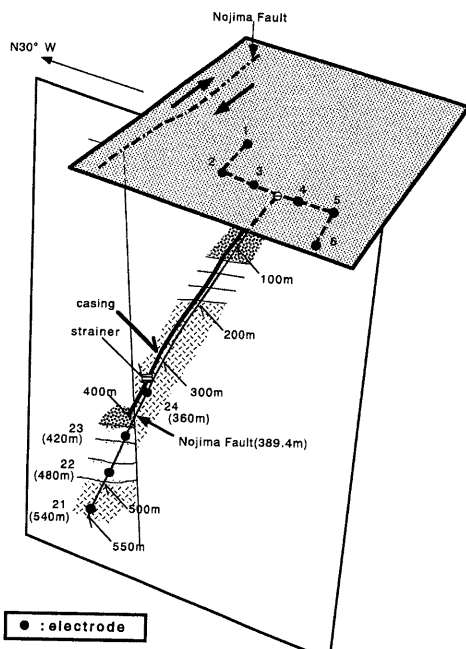 Nojima Fault
N30° W
1
2
3
4
5
6
100m
casing
200m
strainer
300m
400m
24
(360m)
23
(420m)
Nojima Fault(389.4m)
22
(480m)
500m
21
(540m)
550m
● : electrode